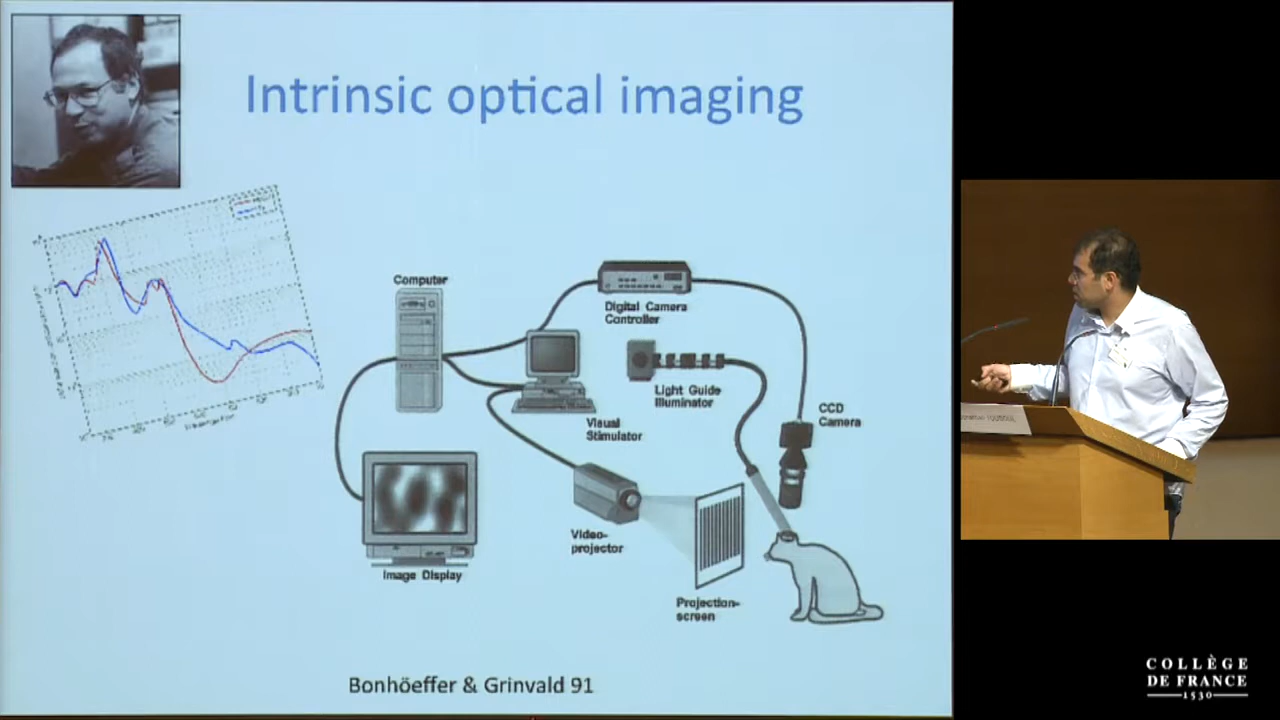 Intrinsic optical imaging
Computer
Digital Camera
Controller
Light Guide
Illuminator
CCD
Camera
Visual
Stimulator
Video-
projector
Image Display
Projection-
screen
Bonhöeffer & Grinvald 91
COLLÈGE
DE FRANCE
1530